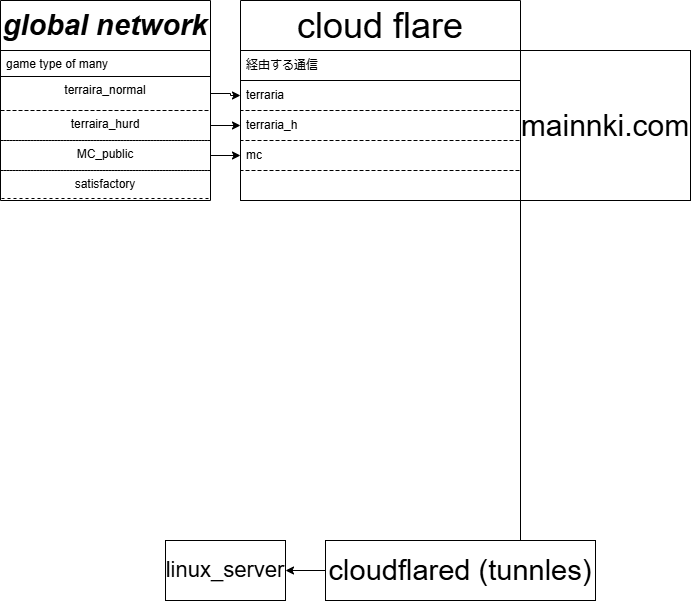 global network
cloud flare
game type of many
経由する通信
terraira_normal
terraria
terraira_hurd
terraria_h
mainnki.com
MC_public
mc
satisfactory
linux_server
cloudflared (tunnles)